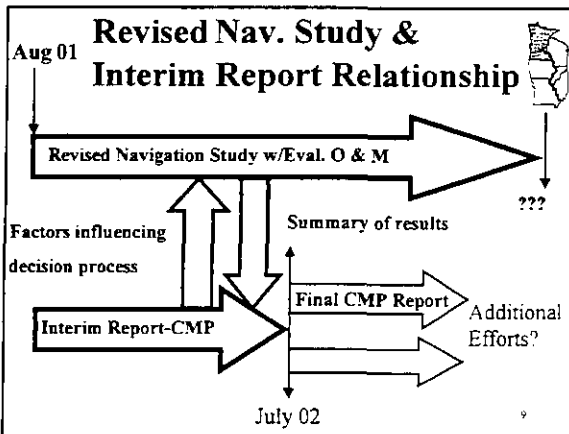 Revised Nav. Study &
Aug 01
Interim Report Relationship
Revised Navigation Study w/Eval. O & M
???
Factors influencing
decision process
Summary of results
Final CMP Report
Interim Report-CMP
Additional
Efforts?
July 02
9